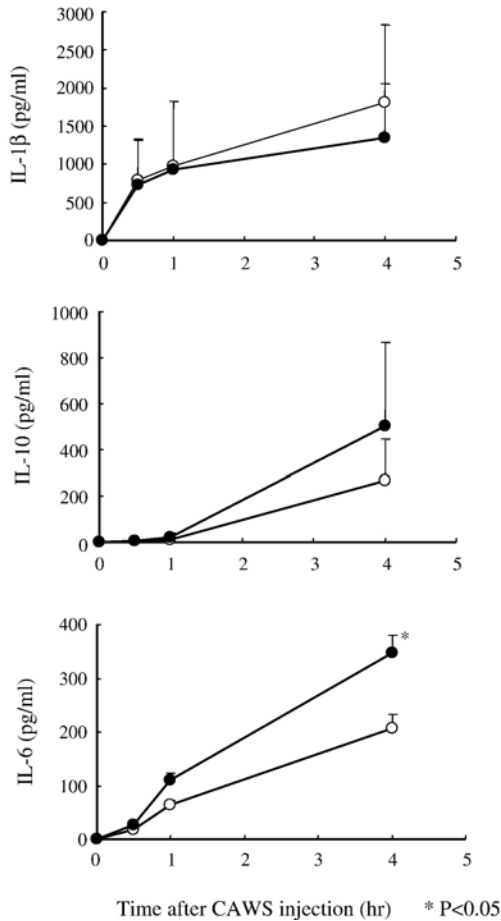 3000
2500
2000
1500
1000
500
0
IL-1β (pg/ml)
0 1 2 3 4 5
1000
800
600
400
200
0
IL-10 (pg/ml)
0 1 2 3 4 5
400
300
200
100
0
IL-6 (pg/ml)
*
0 1 2 3 4 5
Time after CAWS injection (hr) * P<0.05